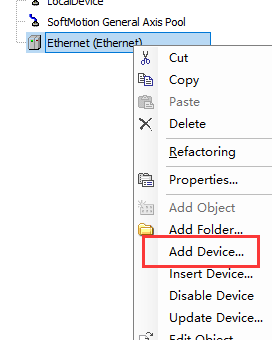 LocalDevice
SoftMotion General Axis Pool
Ethernet (Ethernet)
Cut
Copy
Paste
Delete
Refactoring
Properties...
Add Object
Add Folder...
Add Device...
Insert Device...
Disable Device
Update Device...
Edit Object